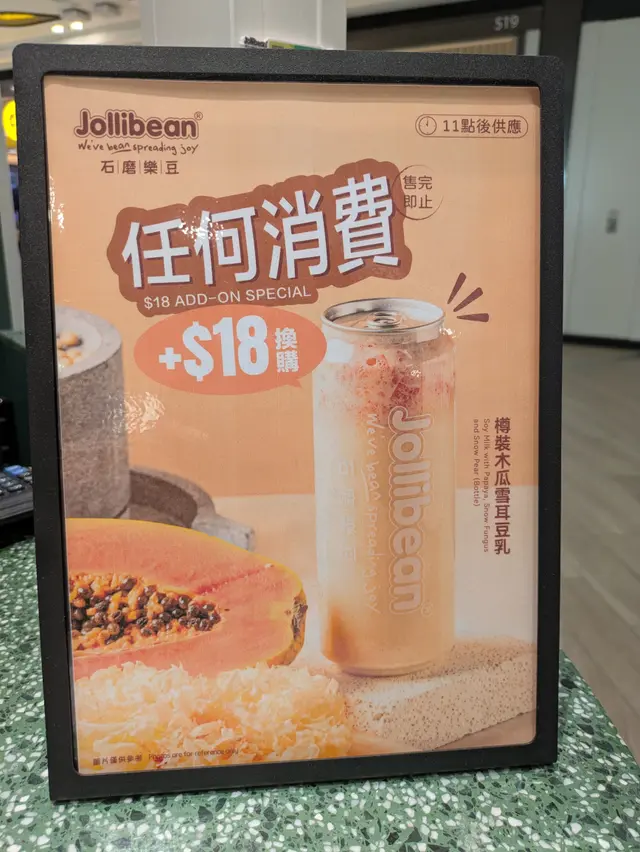 S19
Jollibean®
We've bean spreading joy
石磨樂豆
11點後供應
任何消費
售完
即止
$18 ADD-ON SPECIAL
+$18
換購
Jollibean®
We've bean spreading joy
樽裝木瓜雪耳豆乳
Soy Milk with Papaya, Snow Fungus
and Snow Pear (Bottle)
圖片僅供參考 Photos are for reference only